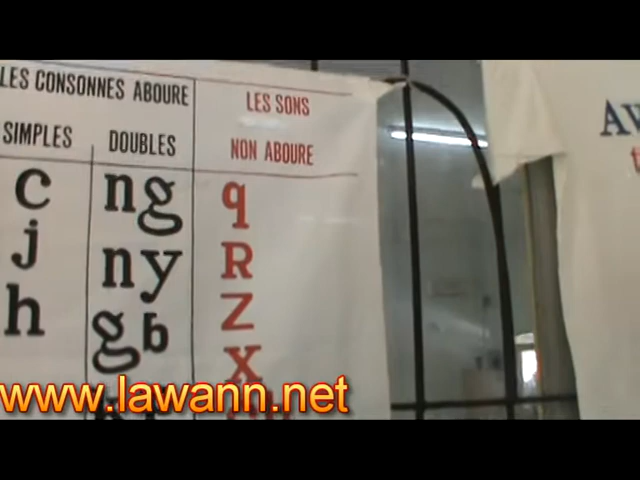 LES CONSONNES ABOURE
SIMPLES DOUBLES
c ng
j ny
h gb
LES SONS
NON ABOURE
q
R
Z
X
www.lawann.net